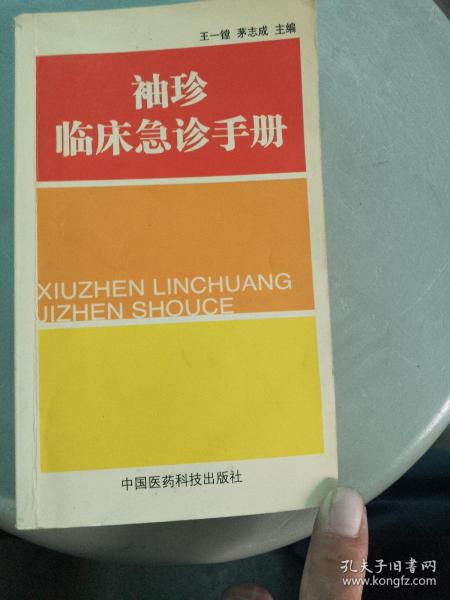 王一镗 茅志成 主编
袖珍
临床急诊手册
XIUZHEN LINCHUANG
JIZHEN SHOUCE
中国医药科技出版社
孔夫子旧书网
www.kongfz.com